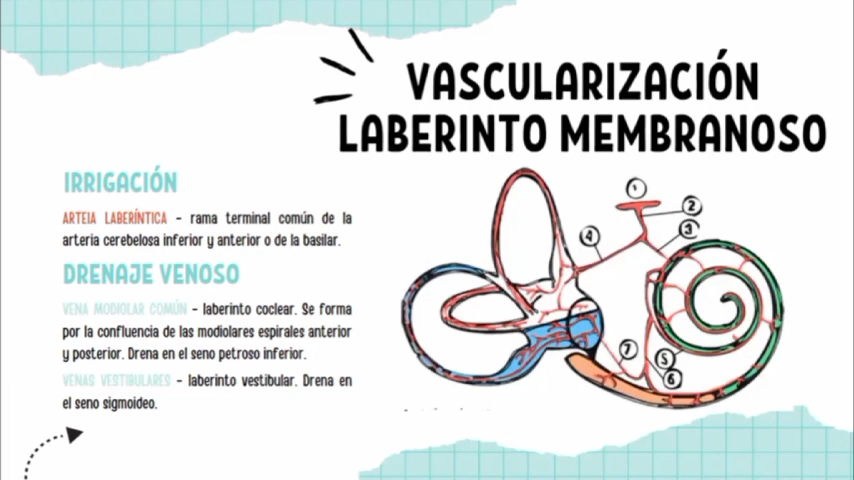 VASCULARIZACIÓN
LABERINTO MEMBRANOSO
IRRIGACIÓN
ARTEIA LABERÍNTICA - rama terminal común de la
arteria cerebelosa inferior y anterior o de la basilar.
DRENAJE VENOSO
VENA MODIOLAR COMÚN - laberinto coclear. Se forma
por la confluencia de las modiolares espirales anterior
y posterior. Drena en el seno petroso inferior.
VENAS VESTIBULARES - laberinto vestibular. Drena en
el seno sigmoideo.
1
2
3
4
5
6
7